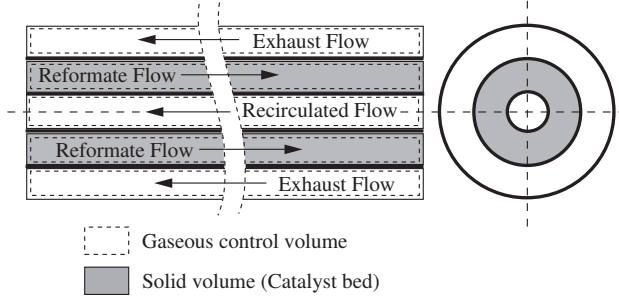 Exhaust Flow
Reformate Flow
Recirculated Flow
Reformate Flow
Exhaust Flow
Gaseous control volume
Solid volume (Catalyst bed)